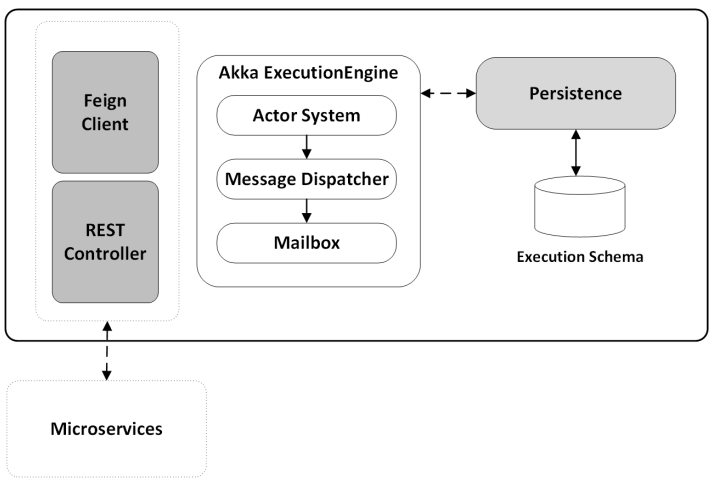 Feign
Client
REST
Controller
Akka ExecutionEngine
Actor System
Message Dispatcher
Mailbox
Persistence
Execution Schema
Microservices